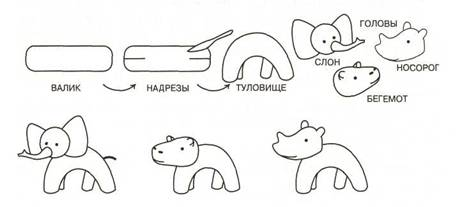 ГОЛОВЫ
СЛОН
НОСОРОГ
БЕГЕМОТ
ВАЛИК
НАДРЕЗЫ
ТУЛОВИЩЕ